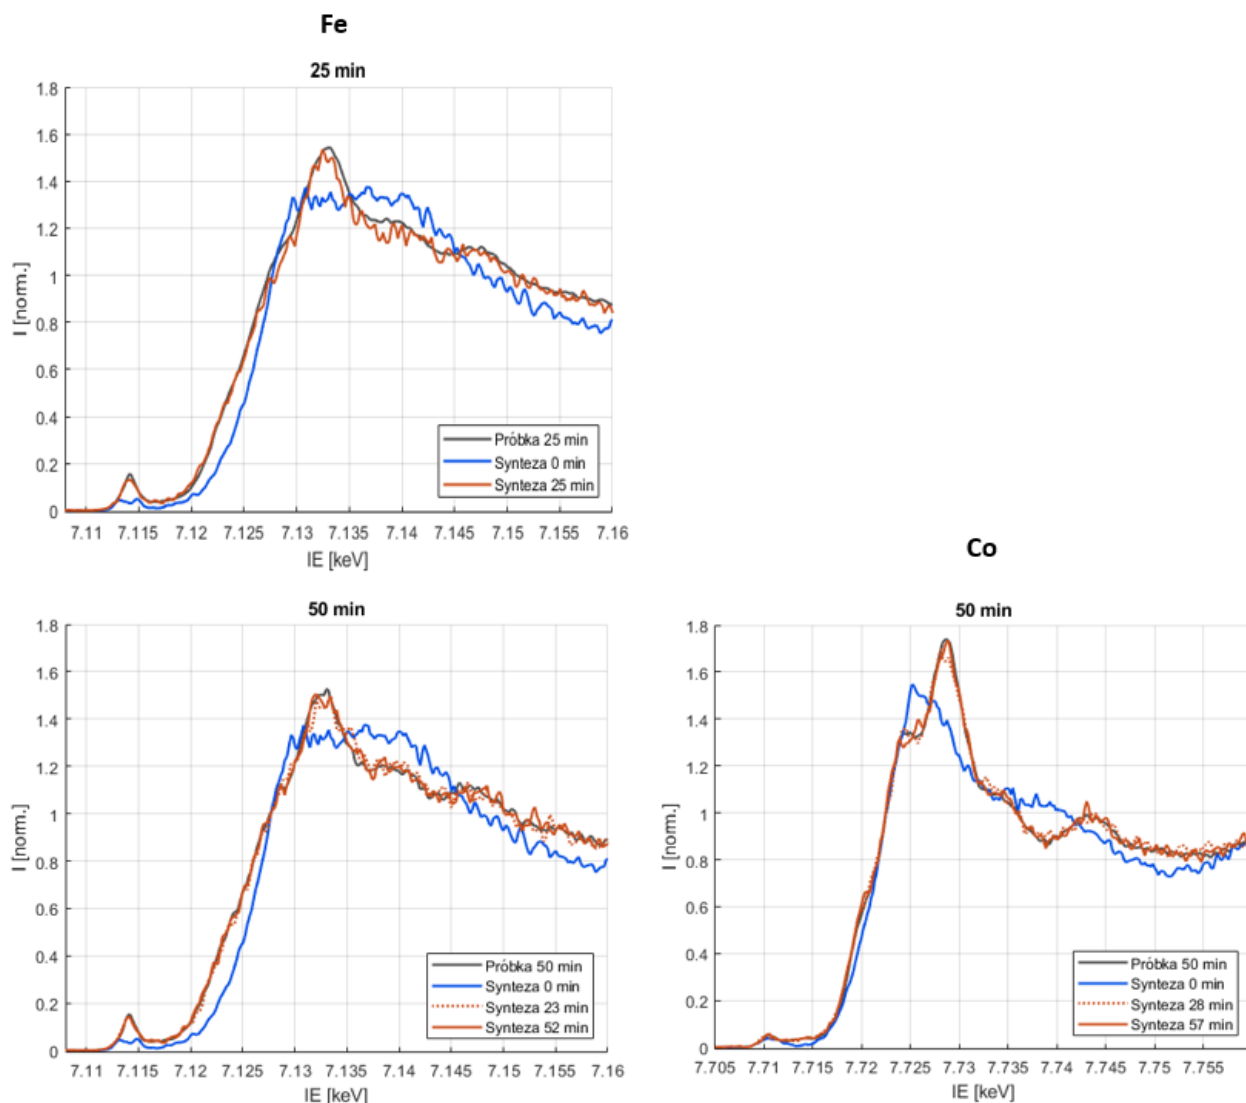 Fe
25 min
1.8
1.6
1.4
1.2
1
0.8
0.6
0.4
0.2
0
I [norm.]
Próbka 25 min
Synteza 0 min
Synteza 25 min
7.11 7.115 7.12 7.125 7.13 7.135 7.14 7.145 7.15 7.155 7.16
IE [keV]
50 min
1.8
1.6
1.4
1.2
1
0.8
0.6
0.4
0.2
0
I [norm.]
Próbka 50 min
Synteza 0 min
Synteza 23 min
Synteza 52 min
7.11 7.115 7.12 7.125 7.13 7.135 7.14 7.145 7.15 7.155 7.16
IE [keV]
Co
50 min
1.8
1.6
1.4
1.2
1
0.8
0.6
0.4
0.2
0
I [norm.]
Próbka 50 min
Synteza 0 min
Synteza 28 min
Synteza 57 min
7.705 7.71 7.715 7.72 7.725 7.73 7.735 7.74 7.745 7.75 7.755
IE [keV]